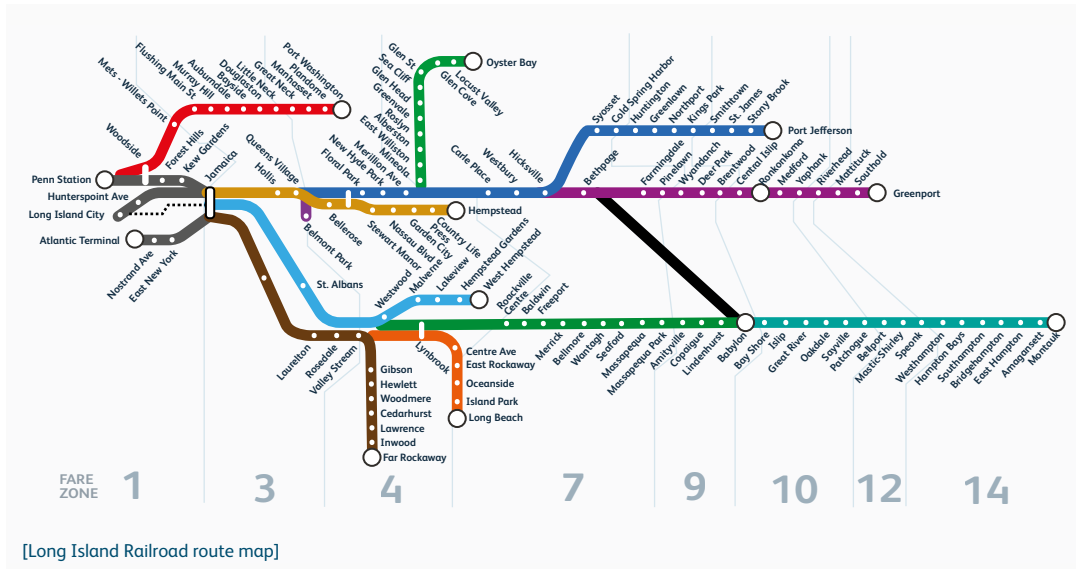 Port Washington
Plandome
Manhasset
Great Neck
Little Neck
Douglaston
Bayside
Auburndale
Murray Hill
Flushing Main St
Mets - Willets Point
Woodside
Forest Hills
Kew Gardens
Jamaica
Penn Station
Hunterspoint Ave
Long Island City
Atlantic Terminal
Nostrand Ave
East New York
Hollis
Queens Village
Floral Park
New Hyde Park
Merillon Ave
Mineola
East Williston
Albertson
Roslyn
Greenvale
Glen Head
Sea Cliff
Glen St
Glen Cove
Locust Valley
Oyster Bay
Carle Place
Westbury
Hicksville
Syosset
Cold Spring Harbor
Huntington
Greenlawn
Northport
Kings Park
Smithtown
St. James
Stony Brook
Port Jefferson
Bethpage
Farmingdale
Pinelawn
Wyandanch
Deer Park
Brentwood
Central Islip
Ronkonkoma
Medford
Yaphank
Riverhead
Mattituck
Southold
Greenport
Belmont Park
Bellerose
Stewart Manor
Nassau Blvd
Garden City
Country Life
Press
Hempstead
St. Albans
Westwood
Malverne
Lakeview
Hempstead Gardens
West Hempstead
Laurelton
Rosedale
Valley Stream
Gibson
Hewlett
Woodmere
Cedarhurst
Lawrence
Inwood
Far Rockaway
Lynbrook
Centre Ave
East Rockaway
Oceanside
Island Park
Long Beach
Roackville
Centre
Baldwin
Freeport
Merrick
Bellmore
Wantagh
Seaford
Massapequa
Massapequa Park
Amityville
Copaigue
Lindenhurst
Babylon
Bay Shore
Islip
Great River
Oakdale
Sayville
Patchogue
Bellport
Mastic-Shirley
Speonk
Westhampton
Hampton Bays
Southampton
Bridgehampton
East Hampton
Amagansett
Montauk
FARE
ZONE
1
3
4
7
9
10
12
14
[Long Island Railroad route map]